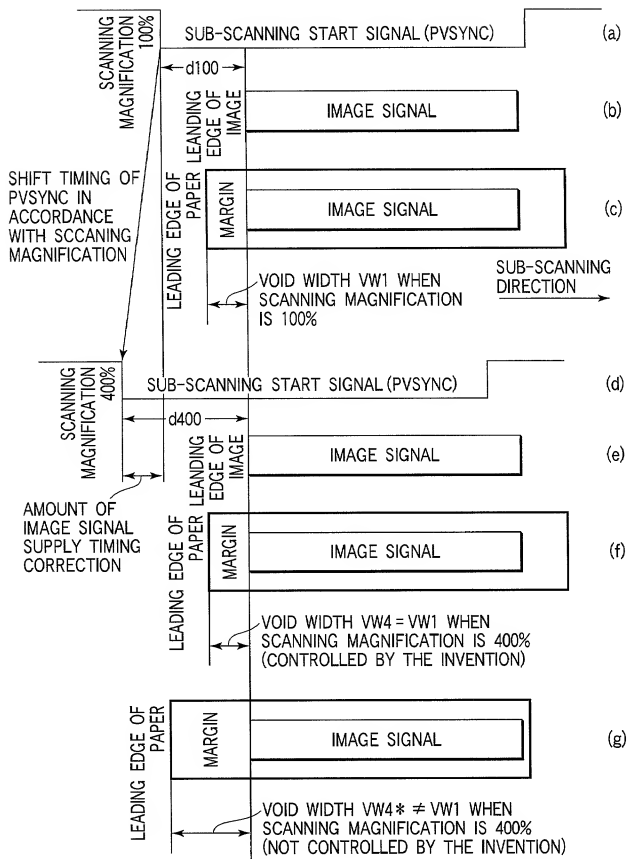 SCANNING
MAGNIFICATION
100%
SUB-SCANNING START SIGNAL (PVSYNC)
(a)
d100
LEANDING
EDGE OF
IMAGE
IMAGE SIGNAL
(b)
SHIFT TIMING OF
PVSYNC IN
ACCORDANCE
WITH SCCANING
MAGNIFICATION
LEADING EDGE OF
PAPER
MARGIN
IMAGE SIGNAL
(c)
VOID WIDTH VW1 WHEN
SCANNING MAGNIFICATION
IS 100%
SUB-SCANNING
DIRECTION
SCANNING
MAGNIFICATION
400%
SUB-SCANNING START SIGNAL (PVSYNC)
(d)
d400
LEANDING
EDGE OF
IMAGE
IMAGE SIGNAL
(e)
AMOUNT OF
IMAGE SIGNAL
SUPPLY TIMING
CORRECTION
LEADING EDGE OF
PAPER
MARGIN
IMAGE SIGNAL
(f)
VOID WIDTH VW4 = VW1 WHEN
SCANNING MAGNIFICATION IS 400%
(CONTROLLED BY THE INVENTION)
LEADING EDGE OF
PAPER
MARGIN
IMAGE SIGNAL
(g)
VOID WIDTH VW4* ≠ VW1 WHEN
SCANNING MAGNIFICATION IS 400%
(NOT CONTROLLED BY THE INVENTION)